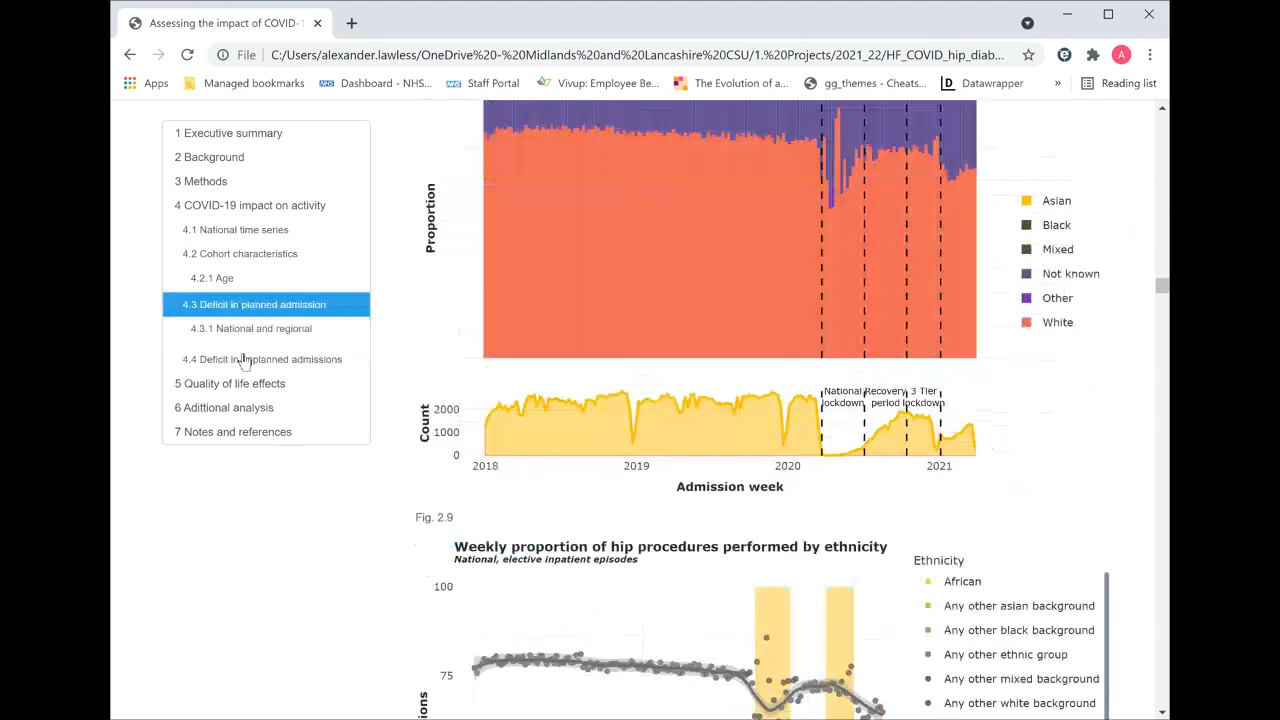 Assessing the impact of COVID-1
File C:/Users/alexander.lawless/OneDrive%20-%20Midlands%20and%20Lancashire%20CSU/1.%20Projects/2021_22/HF_COVID_hip_diab...
A
Apps Managed bookmarks Dashboard - NHS... Staff Portal Vivup: Employee Be... The Evolution of a... gg_themes - Cheats... D Datawrapper » Reading list
1 Executive summary
2 Background
3 Methods
4 COVID-19 impact on activity
4.1 National time series
4.2 Cohort characteristics
4.2.1 Age
4.3 Deficit in planned admission
4.3.1 National and regional
4.4 Deficit in planned admissions
5 Quality of life effects
6 Adittional analysis
7 Notes and references
Proportion
Asian
Black
Mixed
Not known
Other
White
National Recovery 3 Tier
lockdown period lockdown
Count
2000
1000
0
2018 2019 2020 2021
Admission week
Fig. 2.9
Weekly proportion of hip procedures performed by ethnicity
National, elective inpatient episodes
100
75
Ethnicity
African
Any other asian background
Any other black background
Any other ethnic group
Any other mixed background
Any other white background